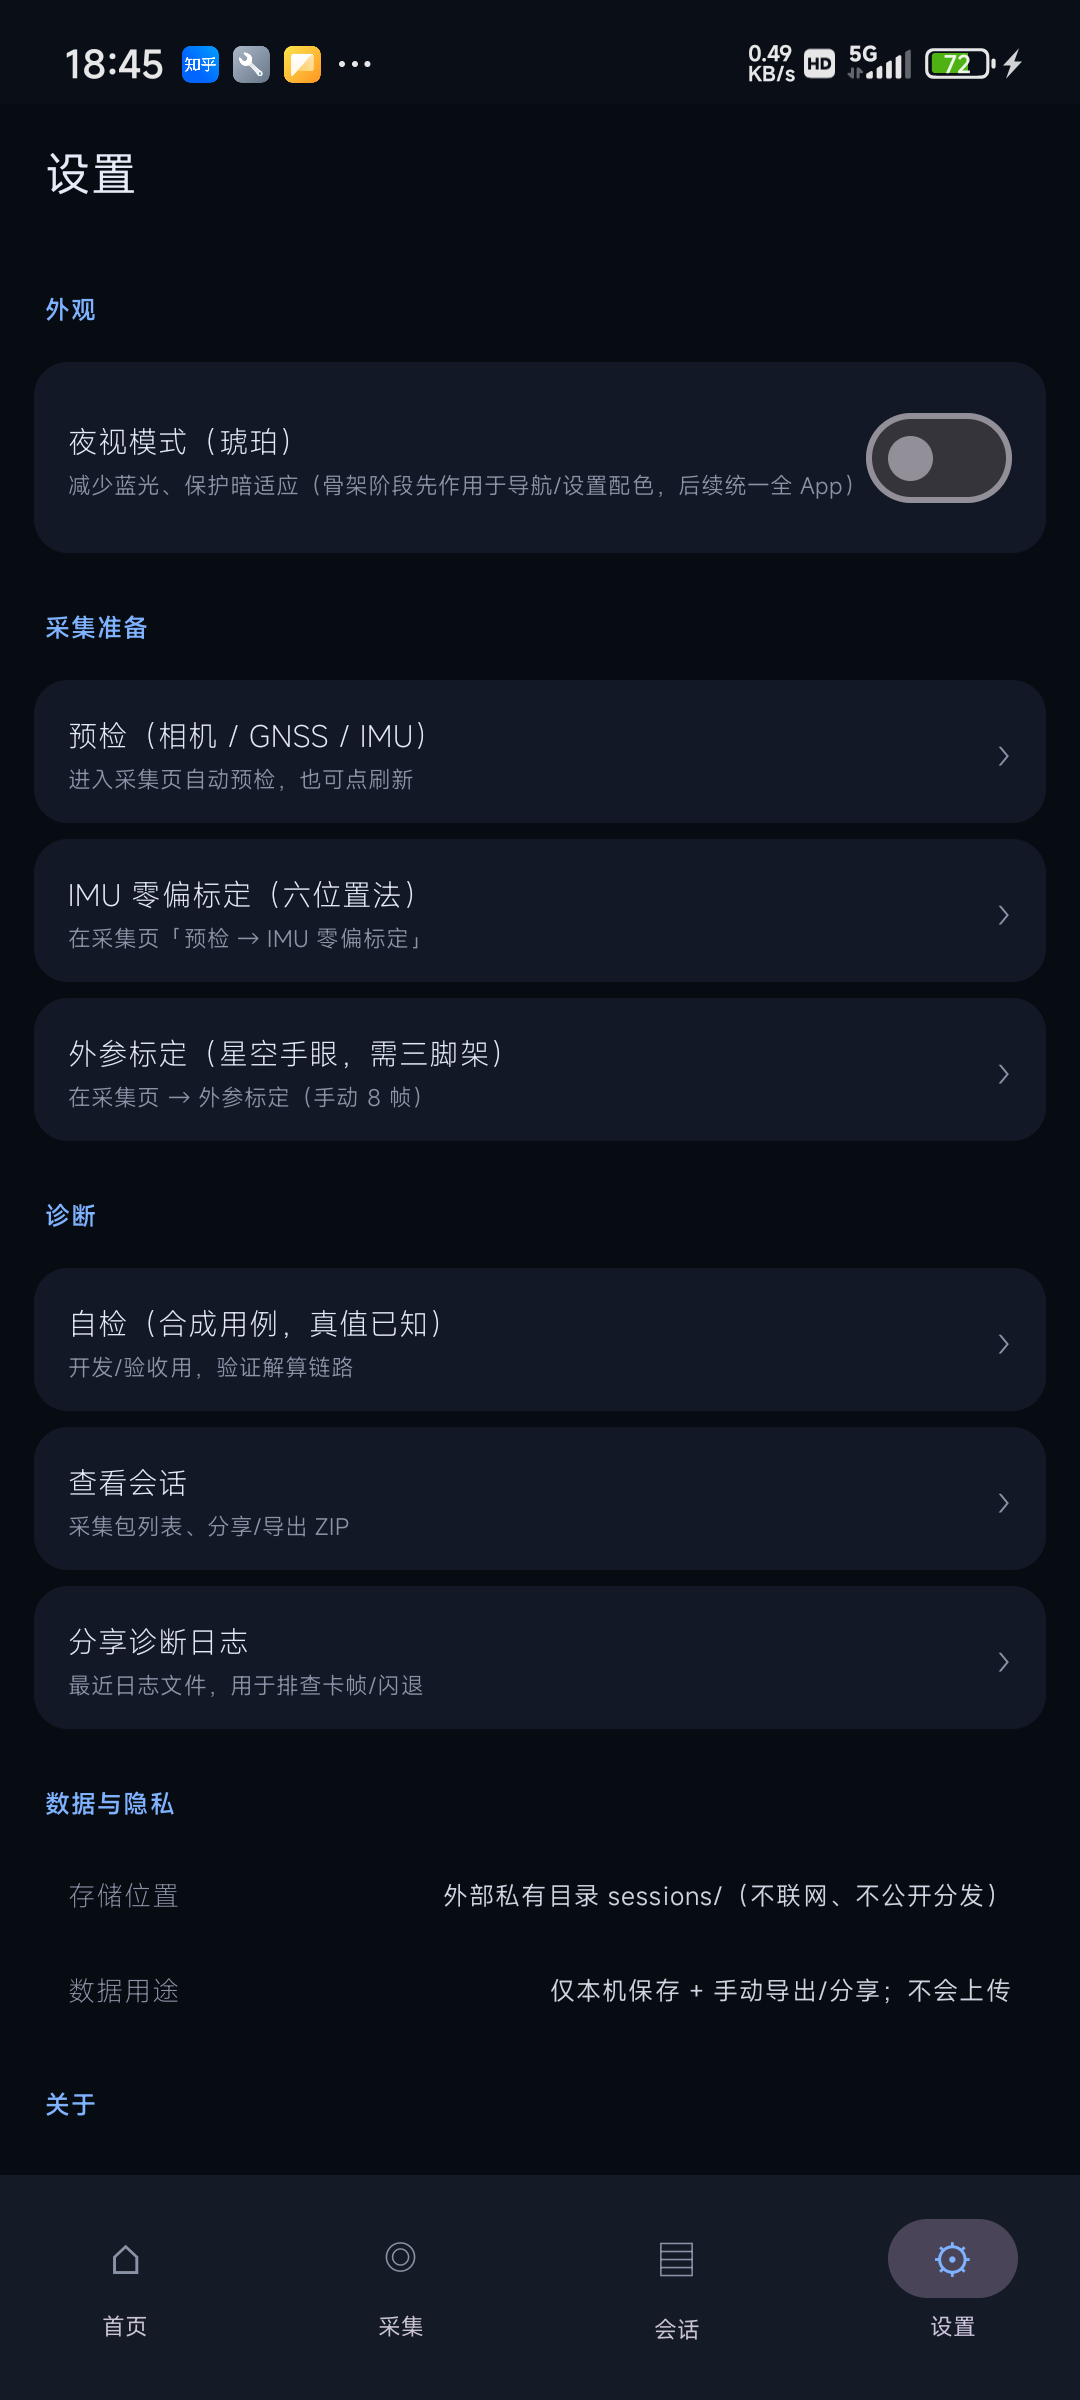 18:45 知乎 ··· 0.49 KB/s HD 5G 72
设置
外观
夜视模式（琥珀）
减少蓝光、保护暗适应（骨架阶段先作用于导航/设置配色，后续统一全 App）
采集准备
预检（相机 / GNSS / IMU）
进入采集页自动预检，也可点刷新
IMU 零偏标定（六位置法）
在采集页「预检 → IMU 零偏标定」
外参标定（星空手眼，需三脚架）
在采集页 → 外参标定（手动 8 帧）
诊断
自检（合成用例，真值已知）
开发/验收用，验证解算链路
查看会话
采集包列表、分享/导出 ZIP
分享诊断日志
最近日志文件，用于排查卡帧/闪退
数据与隐私
存储位置 外部私有目录 sessions/（不联网、不公开分发）
数据用途 仅本机保存 + 手动导出/分享；不会上传
关于
首页 采集 会话 设置